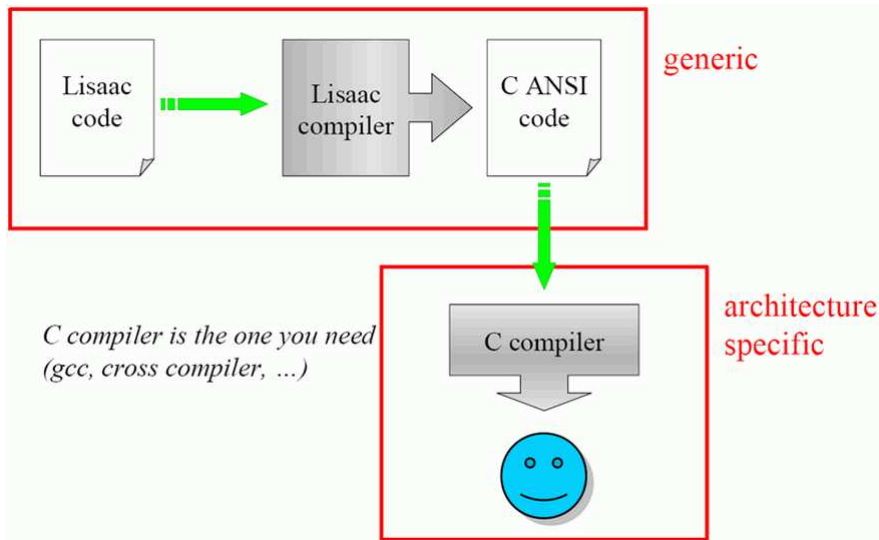 Lisaac
code
Lisaac
compiler
C ANSI
code
generic
C compiler is the one you need
(gcc, cross compiler, …)
C compiler
architecture
specific